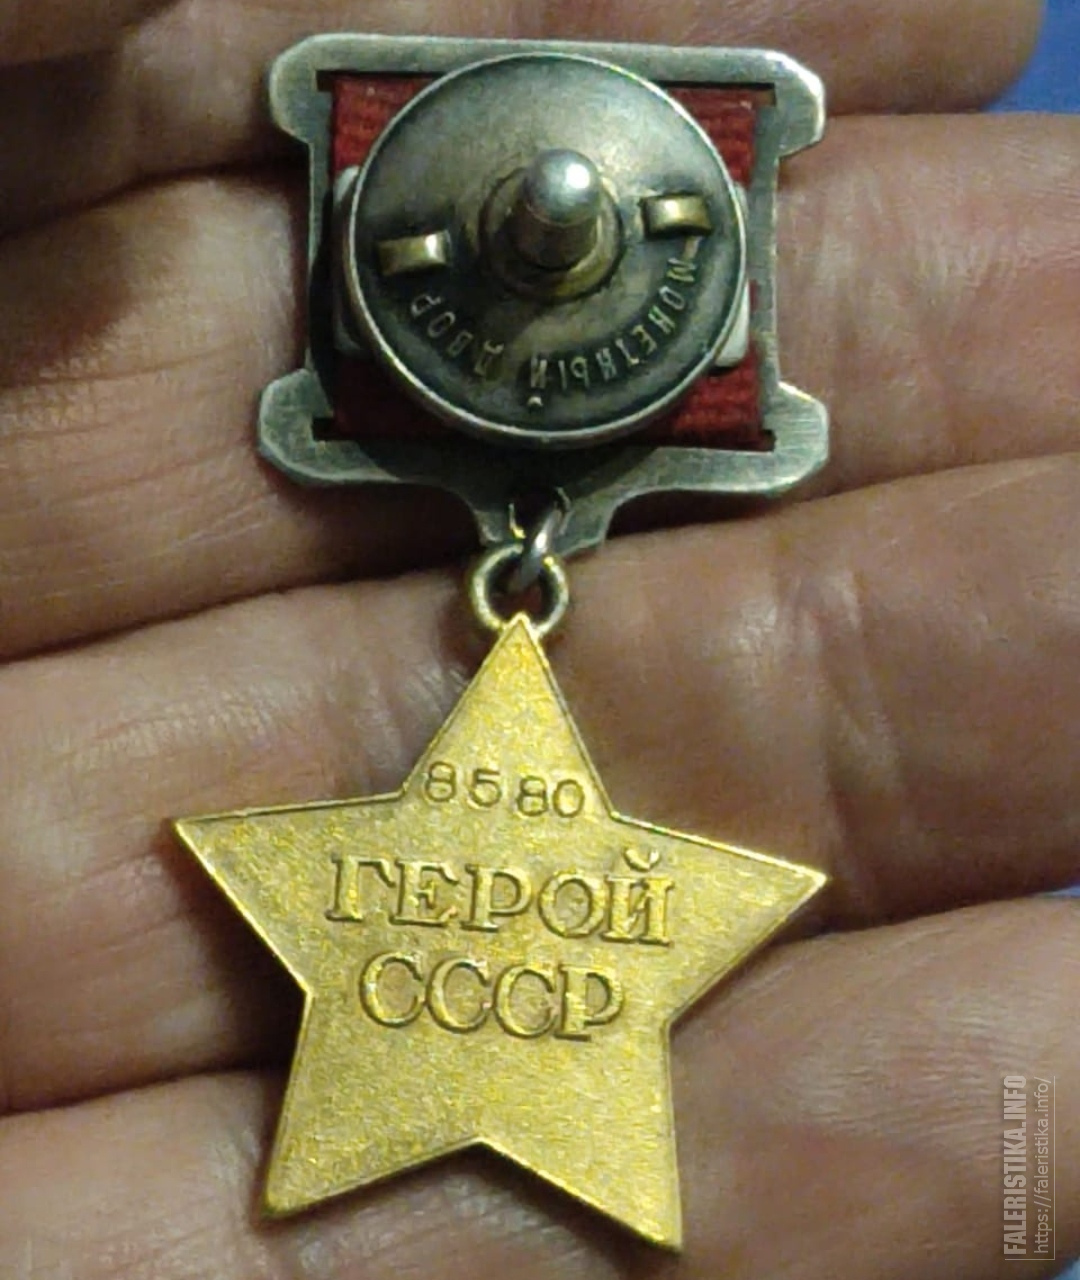 МОНЕТНЫЙ ДВОР
8580
ГЕРОЙ
СССР
FALERISTIKA.INFO
https://faleristika.info/